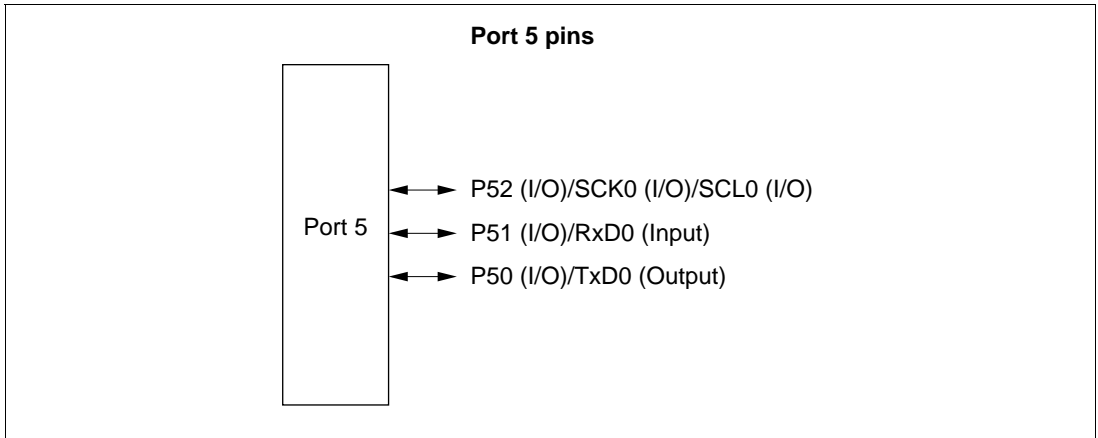 Port 5 pins
P52 (I/O)/SCK0 (I/O)/SCL0 (I/O)
Port 5
P51 (I/O)/RxD0 (Input)
P50 (I/O)/TxD0 (Output)